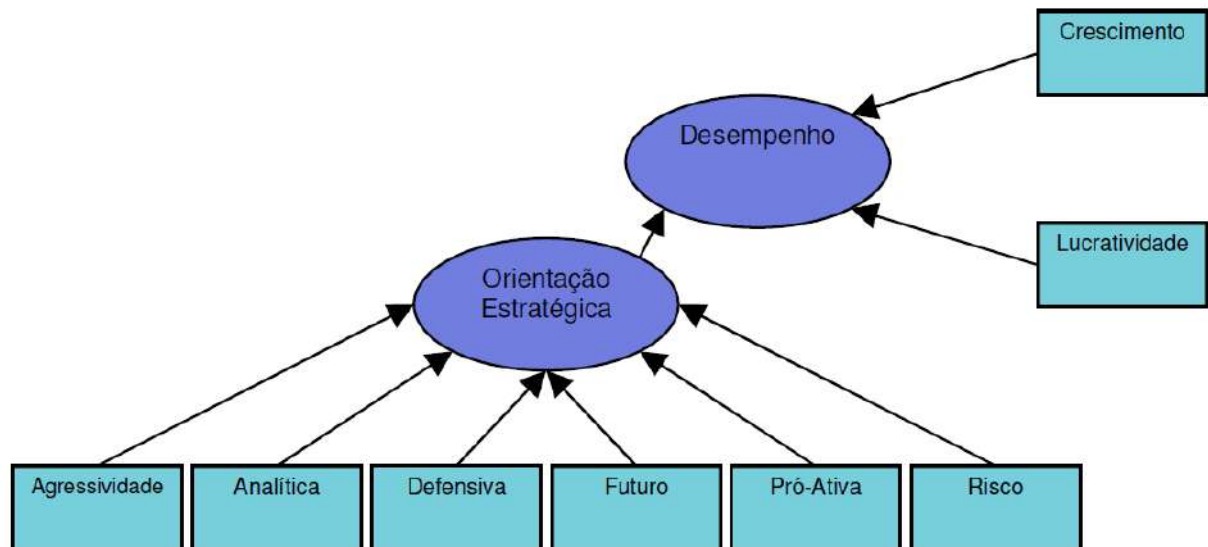 Crescimento
Desempenho
Lucratividade
Orientação
Estratégica
Agressividade
Analítica
Defensiva
Futuro
Pró-Ativa
Risco